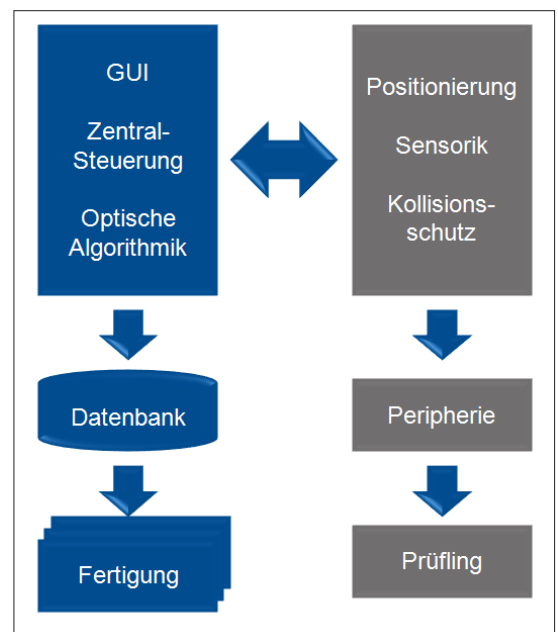 GUI
Zentral-
Steuerung
Optische
Algorithmik
Positionierung
Sensorik
Kollisions-
schutz
Datenbank
Peripherie
Fertigung
Prüfling